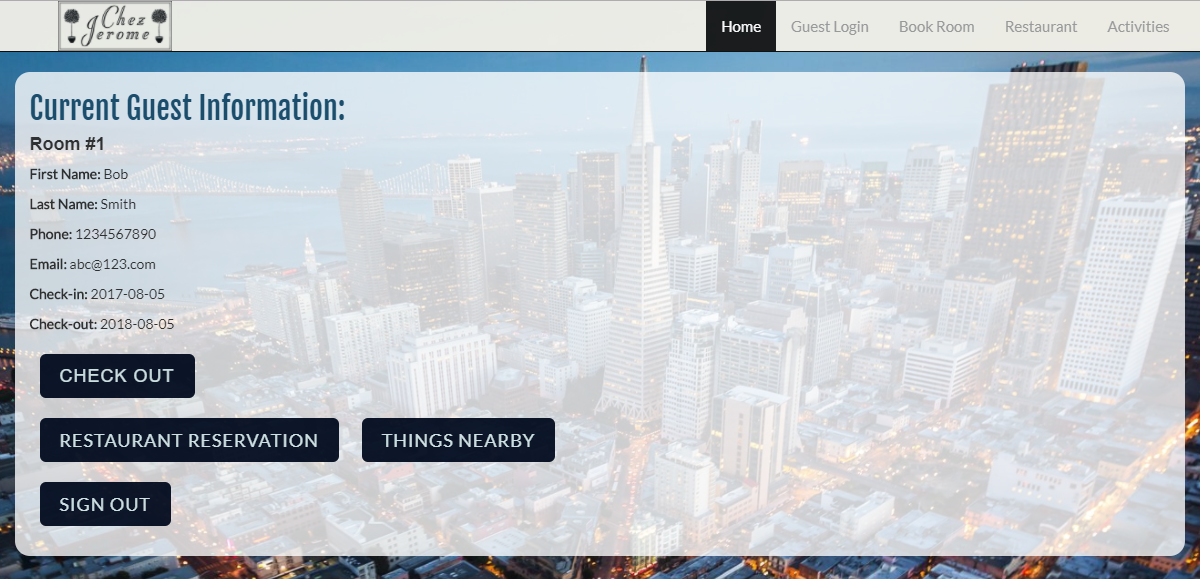 Chez
Jerome
Home Guest Login Book Room Restaurant Activities
Current Guest Information:
Room #1
First Name: Bob
Last Name: Smith
Phone: 1234567890
Email: abc@123.com
Check-in: 2017-08-05
Check-out: 2018-08-05
CHECK OUT
RESTAURANT RESERVATION THINGS NEARBY
SIGN OUT